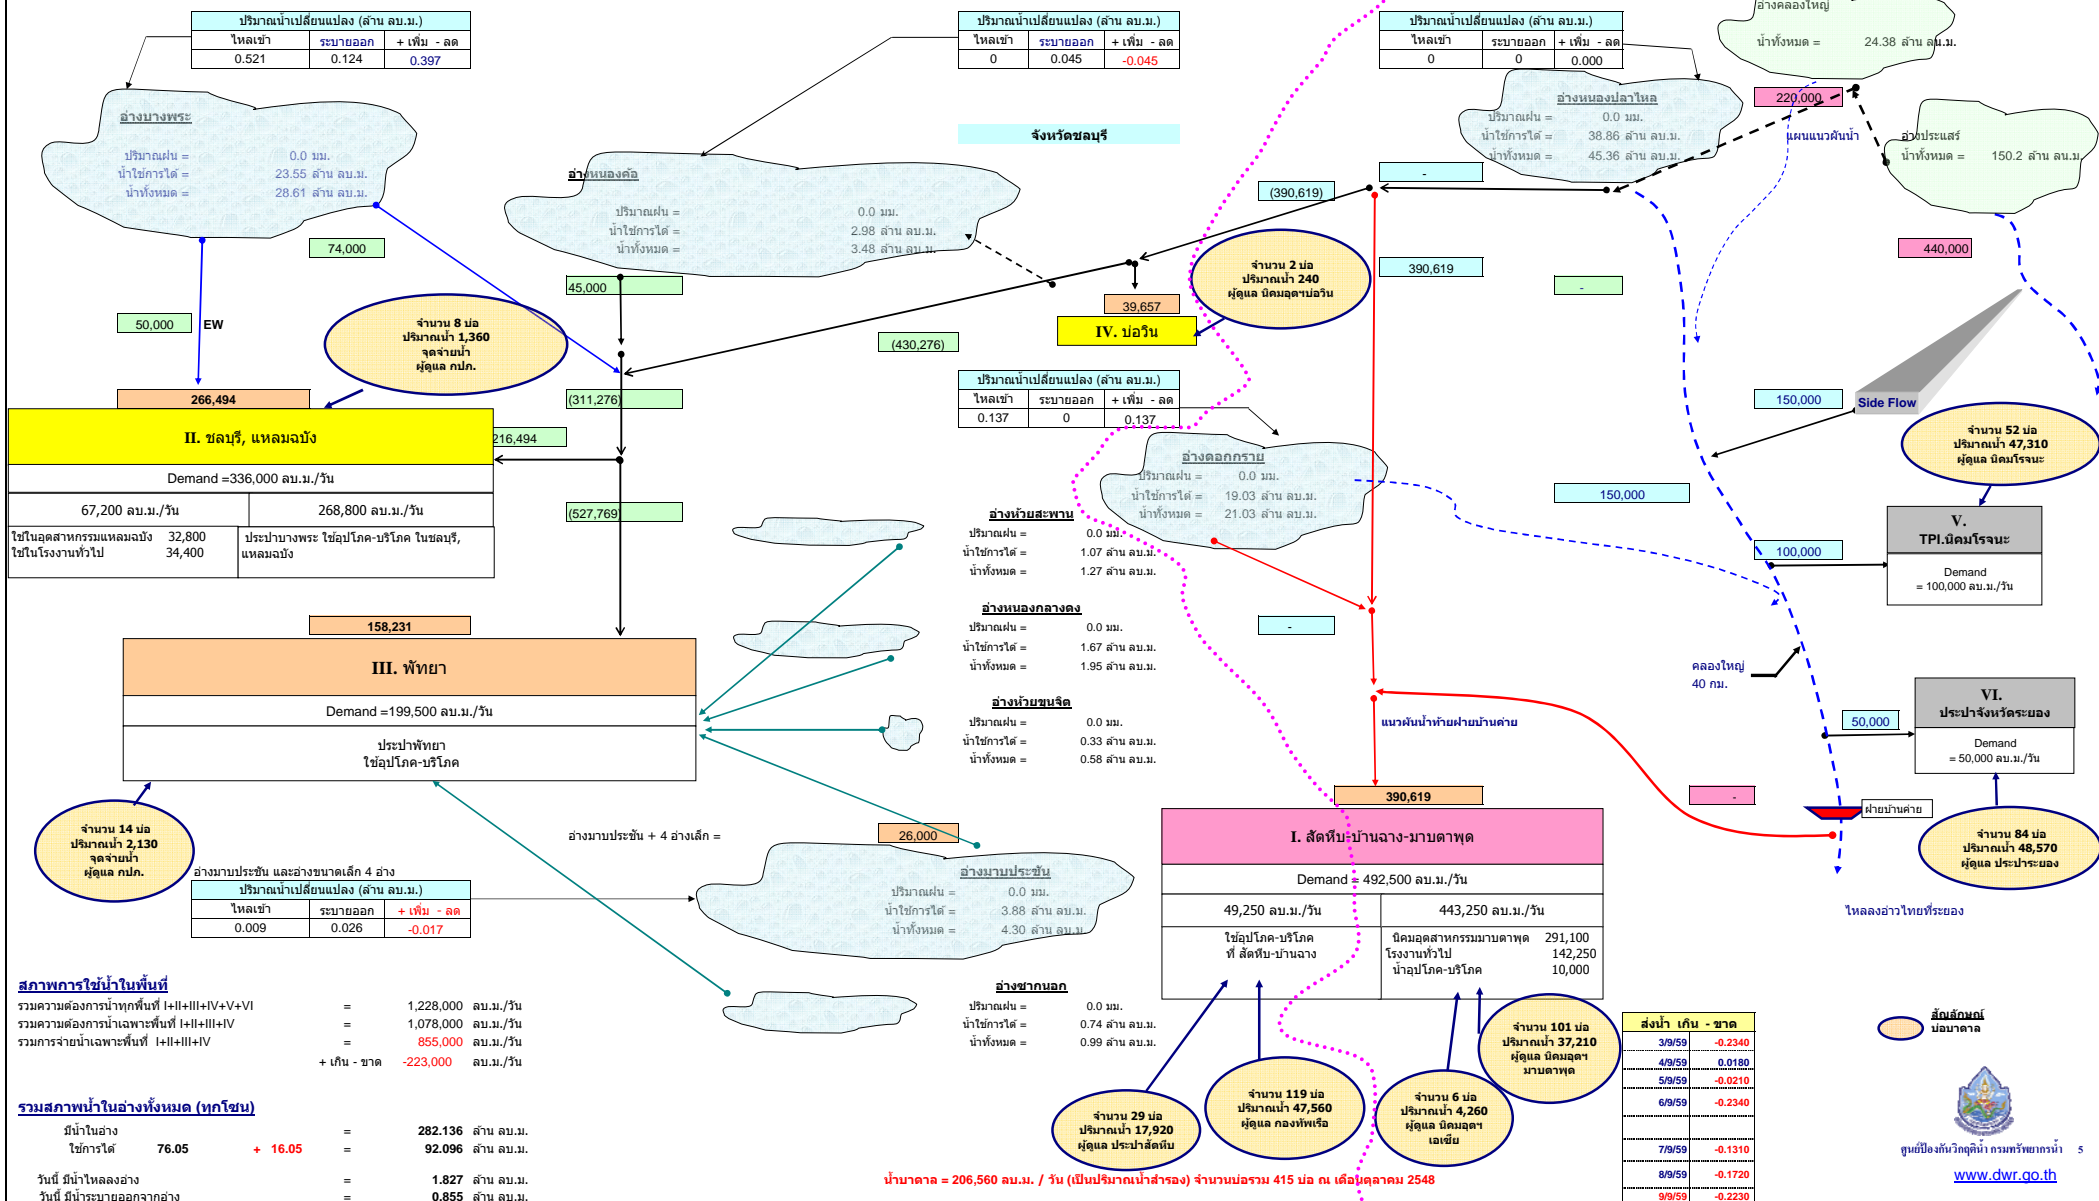 ปริมาณน้ำเปลี่ยนแปลง (ล้าน ลบ.ม.)
ไหลเข้า ระบายออก + เพิ่ม - ลด
0.521 0.124 0.397
ปริมาณน้ำเปลี่ยนแปลง (ล้าน ลบ.ม.)
ไหลเข้า ระบายออก + เพิ่ม - ลด
0 0.045 -0.045
ปริมาณน้ำเปลี่ยนแปลง (ล้าน ลบ.ม.)
ไหลเข้า ระบายออก + เพิ่ม - ลด
0 0 0.000
อ่างคลองใหญ่
น้ำทั้งหมด = 24.38 ล้าน ลบ.ม.
อ่างบางพระ
ปริมาณฝน = 0.0 มม.
น้ำใช้การได้ = 23.55 ล้าน ลบ.ม.
น้ำทั้งหมด = 28.61 ล้าน ลบ.ม.
จังหวัดชลบุรี
อ่างหนองค้อ
ปริมาณฝน = 0.0 มม.
น้ำใช้การได้ = 2.98 ล้าน ลบ.ม.
น้ำทั้งหมด = 3.48 ล้าน ลบ.ม.
อ่างหนองปลาไหล
ปริมาณฝน = 0.0 มม.
น้ำใช้การได้ = 38.86 ล้าน ลบ.ม.
น้ำทั้งหมด = 45.36 ล้าน ลบ.ม.
220,000
แผนแนวผันน้ำ
อ่างประแสร์
น้ำทั้งหมด = 150.2 ล้าน ลบ.ม.
-
(390,619)
440,000
74,000
45,000
39,657
IV. บ่อวิน
จำนวน 2 บ่อ
ปริมาณน้ำ 240
ผู้ดูแล นิคมอุตฯบ่อวิน
390,619
-
50,000 EW
จำนวน 8 บ่อ
ปริมาณน้ำ 1,360
จุดจ่ายน้ำ
ผู้ดูแล กปภ.
(430,276)
266,494
(311,276)
216,494
(527,769)
II. ชลบุรี, แหลมฉบัง
Demand =336,000 ลบ.ม./วัน
67,200 ลบ.ม./วัน 268,800 ลบ.ม./วัน
ใช้ในอุตสาหกรรมแหลมฉบัง 32,800
ใช้ในโรงงานทั่วไป 34,400
ประปาบางพระ ใช้อุปโภค-บริโภค ในชลบุรี,
แหลมฉบัง
ปริมาณน้ำเปลี่ยนแปลง (ล้าน ลบ.ม.)
ไหลเข้า ระบายออก + เพิ่ม - ลด
0.137 0 0.137
อ่างดอกกราย
ปริมาณฝน = 0.0 มม.
น้ำใช้การได้ = 19.03 ล้าน ลบ.ม.
น้ำทั้งหมด = 21.03 ล้าน ลบ.ม.
150,000
Side Flow
จำนวน 52 บ่อ
ปริมาณน้ำ 47,310
ผู้ดูแล นิคมโรจนะ
150,000
V.
TPI.นิคมโรจนะ
Demand
= 100,000 ลบ.ม./วัน
100,000
อ่างห้วยสะพาน
ปริมาณฝน = 0.0 มม.
น้ำใช้การได้ = 1.07 ล้าน ลบ.ม.
น้ำทั้งหมด = 1.27 ล้าน ลบ.ม.
อ่างหนองกลางดง
ปริมาณฝน = 0.0 มม.
น้ำใช้การได้ = 1.67 ล้าน ลบ.ม.
น้ำทั้งหมด = 1.95 ล้าน ลบ.ม.
อ่างห้วยขุนจิต
ปริมาณฝน = 0.0 มม.
น้ำใช้การได้ = 0.33 ล้าน ลบ.ม.
น้ำทั้งหมด = 0.58 ล้าน ลบ.ม.
-
158,231
III. พัทยา
Demand =199,500 ลบ.ม./วัน
ประปาพัทยา
ใช้อุปโภค-บริโภค
คลองใหญ่
40 กม.
แนวผันน้ำท้ายฝายบ้านค่าย
VI.
ประปาจังหวัดระยอง
Demand
= 50,000 ลบ.ม./วัน
50,000
-
ฝายบ้านค่าย
จำนวน 84 บ่อ
ปริมาณน้ำ 48,570
ผู้ดูแล ประปาระยอง
ไหลลงอ่าวไทยที่ระยอง
จำนวน 14 บ่อ
ปริมาณน้ำ 2,130
จุดจ่ายน้ำ
ผู้ดูแล กปภ.
อ่างมาบประชัน + 4 อ่างเล็ก = 26,000
อ่างมาบประชัน และอ่างขนาดเล็ก 4 อ่าง
ปริมาณน้ำเปลี่ยนแปลง (ล้าน ลบ.ม.)
ไหลเข้า ระบายออก + เพิ่ม - ลด
0.009 0.026 -0.017
อ่างมาบประชัน
ปริมาณฝน = 0.0 มม.
น้ำใช้การได้ = 3.88 ล้าน ลบ.ม.
น้ำทั้งหมด = 4.30 ล้าน ลบ.ม.
390,619
I. สัตหีบ-บ้านฉาง-มาบตาพุด
Demand = 492,500 ลบ.ม./วัน
49,250 ลบ.ม./วัน 443,250 ลบ.ม./วัน
ใช้อุปโภค-บริโภค
ที่ สัตหีบ-บ้านฉาง
นิคมอุตสาหกรรมมาบตาพุด 291,100
โรงงานทั่วไป 142,250
น้ำอุปโภค-บริโภค 10,000
อ่างซากนอก
ปริมาณฝน = 0.0 มม.
น้ำใช้การได้ = 0.74 ล้าน ลบ.ม.
น้ำทั้งหมด = 0.99 ล้าน ลบ.ม.
สภาพการใช้น้ำในพื้นที่
รวมความต้องการน้ำทุกพื้นที่ I+II+III+IV+V+VI = 1,228,000 ลบ.ม./วัน
รวมความต้องการน้ำเฉพาะพื้นที่ I+II+III+IV = 1,078,000 ลบ.ม./วัน
รวมการจ่ายน้ำเฉพาะพื้นที่ I+II+III+IV = 855,000 ลบ.ม./วัน
+ เกิน - ขาด -223,000 ลบ.ม./วัน
รวมสภาพน้ำในอ่างทั้งหมด (ทุกโซน)
มีน้ำในอ่าง = 282.136 ล้าน ลบ.ม.
ใช้การได้ 76.05 + 16.05 = 92.096 ล้าน ลบ.ม.
วันนี้ มีน้ำไหลลงอ่าง = 1.827 ล้าน ลบ.ม.
วันนี้ มีน้ำระบายออกจากอ่าง = 0.855 ล้าน ลบ.ม.
จำนวน 29 บ่อ
ปริมาณน้ำ 17,920
ผู้ดูแล ประปาสัตหีบ
จำนวน 119 บ่อ
ปริมาณน้ำ 47,560
ผู้ดูแล กองทัพเรือ
จำนวน 6 บ่อ
ปริมาณน้ำ 4,260
ผู้ดูแล นิคมอุตฯ
เอเซีย
จำนวน 101 บ่อ
ปริมาณน้ำ 37,210
ผู้ดูแล นิคมอุตฯ
มาบตาพุด
น้ำบาดาล = 206,560 ลบ.ม. / วัน (เป็นปริมาณน้ำสำรอง) จำนวนบ่อรวม 415 บ่อ ณ เดือนตุลาคม 2548
ส่งน้ำ เกิน - ขาด
3/9/59 -0.2340
4/9/59 0.0180
5/9/59 -0.0210
6/9/59 -0.2340
7/9/59 -0.1310
8/9/59 -0.1720
9/9/59 -0.2230
สัญลักษณ์
บ่อบาดาล
ศูนย์ป้องกันวิกฤติน้ำ กรมทรัพยากรน้ำ 5
www.dwr.go.th